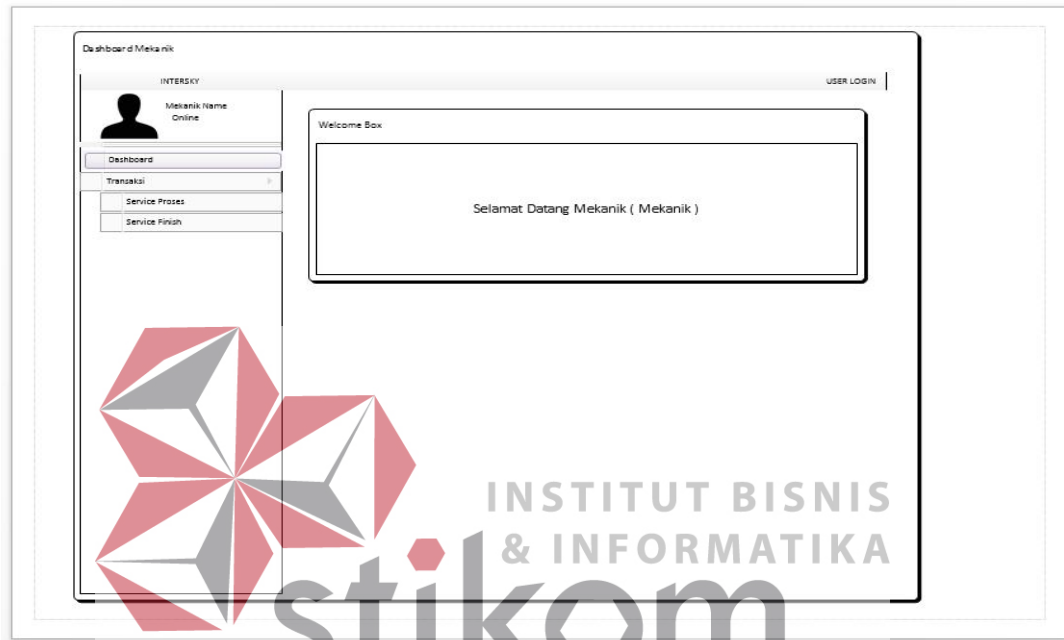 Dashboard Mekanik
INTERSKY
USER LOGIN
Mekanik Name
Online
Dashboard
Transaksi
Service Proses
Service Finish
Welcome Box
Selamat Datang Mekanik ( Mekanik )
INSTITUT BISNIS
& INFORMATIKA
stikom